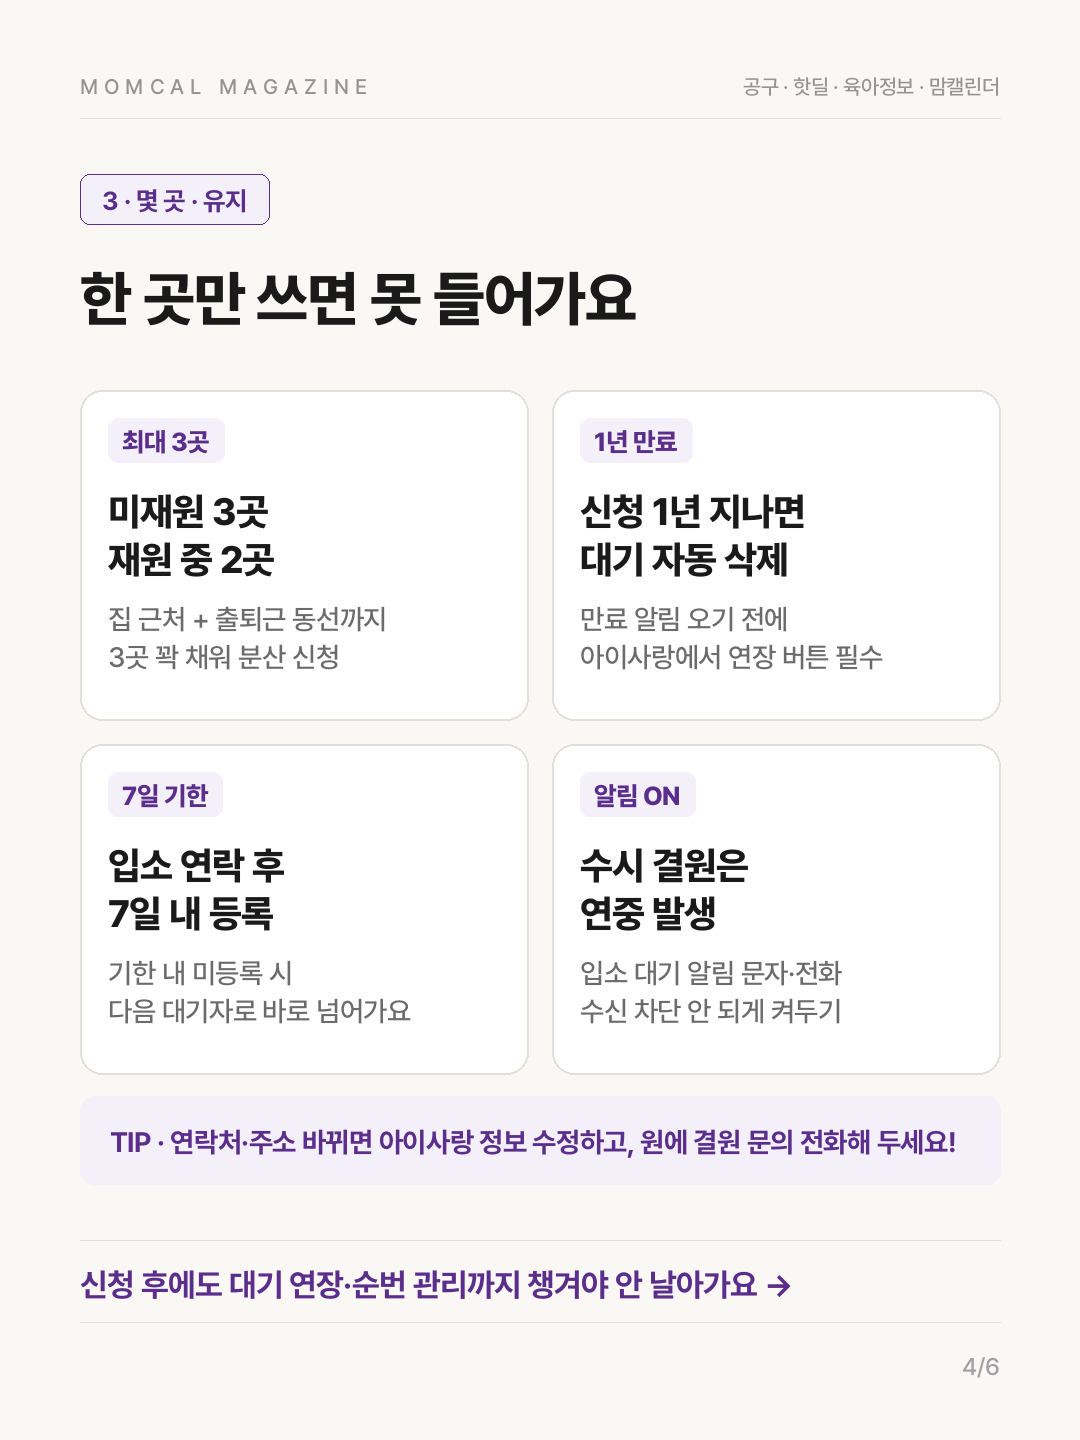 MOMCAL MAGAZINE
공구 · 핫딜 · 육아정보 · 맘캘린더
3 · 몇 곳 · 유지
한 곳만 쓰면 못 들어가요
최대 3곳
미재원 3곳
재원 중 2곳
집 근처 + 출퇴근 동선까지
3곳 꽉 채워 분산 신청
1년 만료
신청 1년 지나면
대기 자동 삭제
만료 알림 오기 전에
아이사랑에서 연장 버튼 필수
7일 기한
입소 연락 후
7일 내 등록
기한 내 미등록 시
다음 대기자로 바로 넘어가요
알림 ON
수시 결원은
연중 발생
입소 대기 알림 문자·전화
수신 차단 안 되게 켜두기
TIP · 연락처·주소 바뀌면 아이사랑 정보 수정하고, 원에 결원 문의 전화해 두세요!
신청 후에도 대기 연장·순번 관리까지 챙겨야 안 날아가요 →
4/6